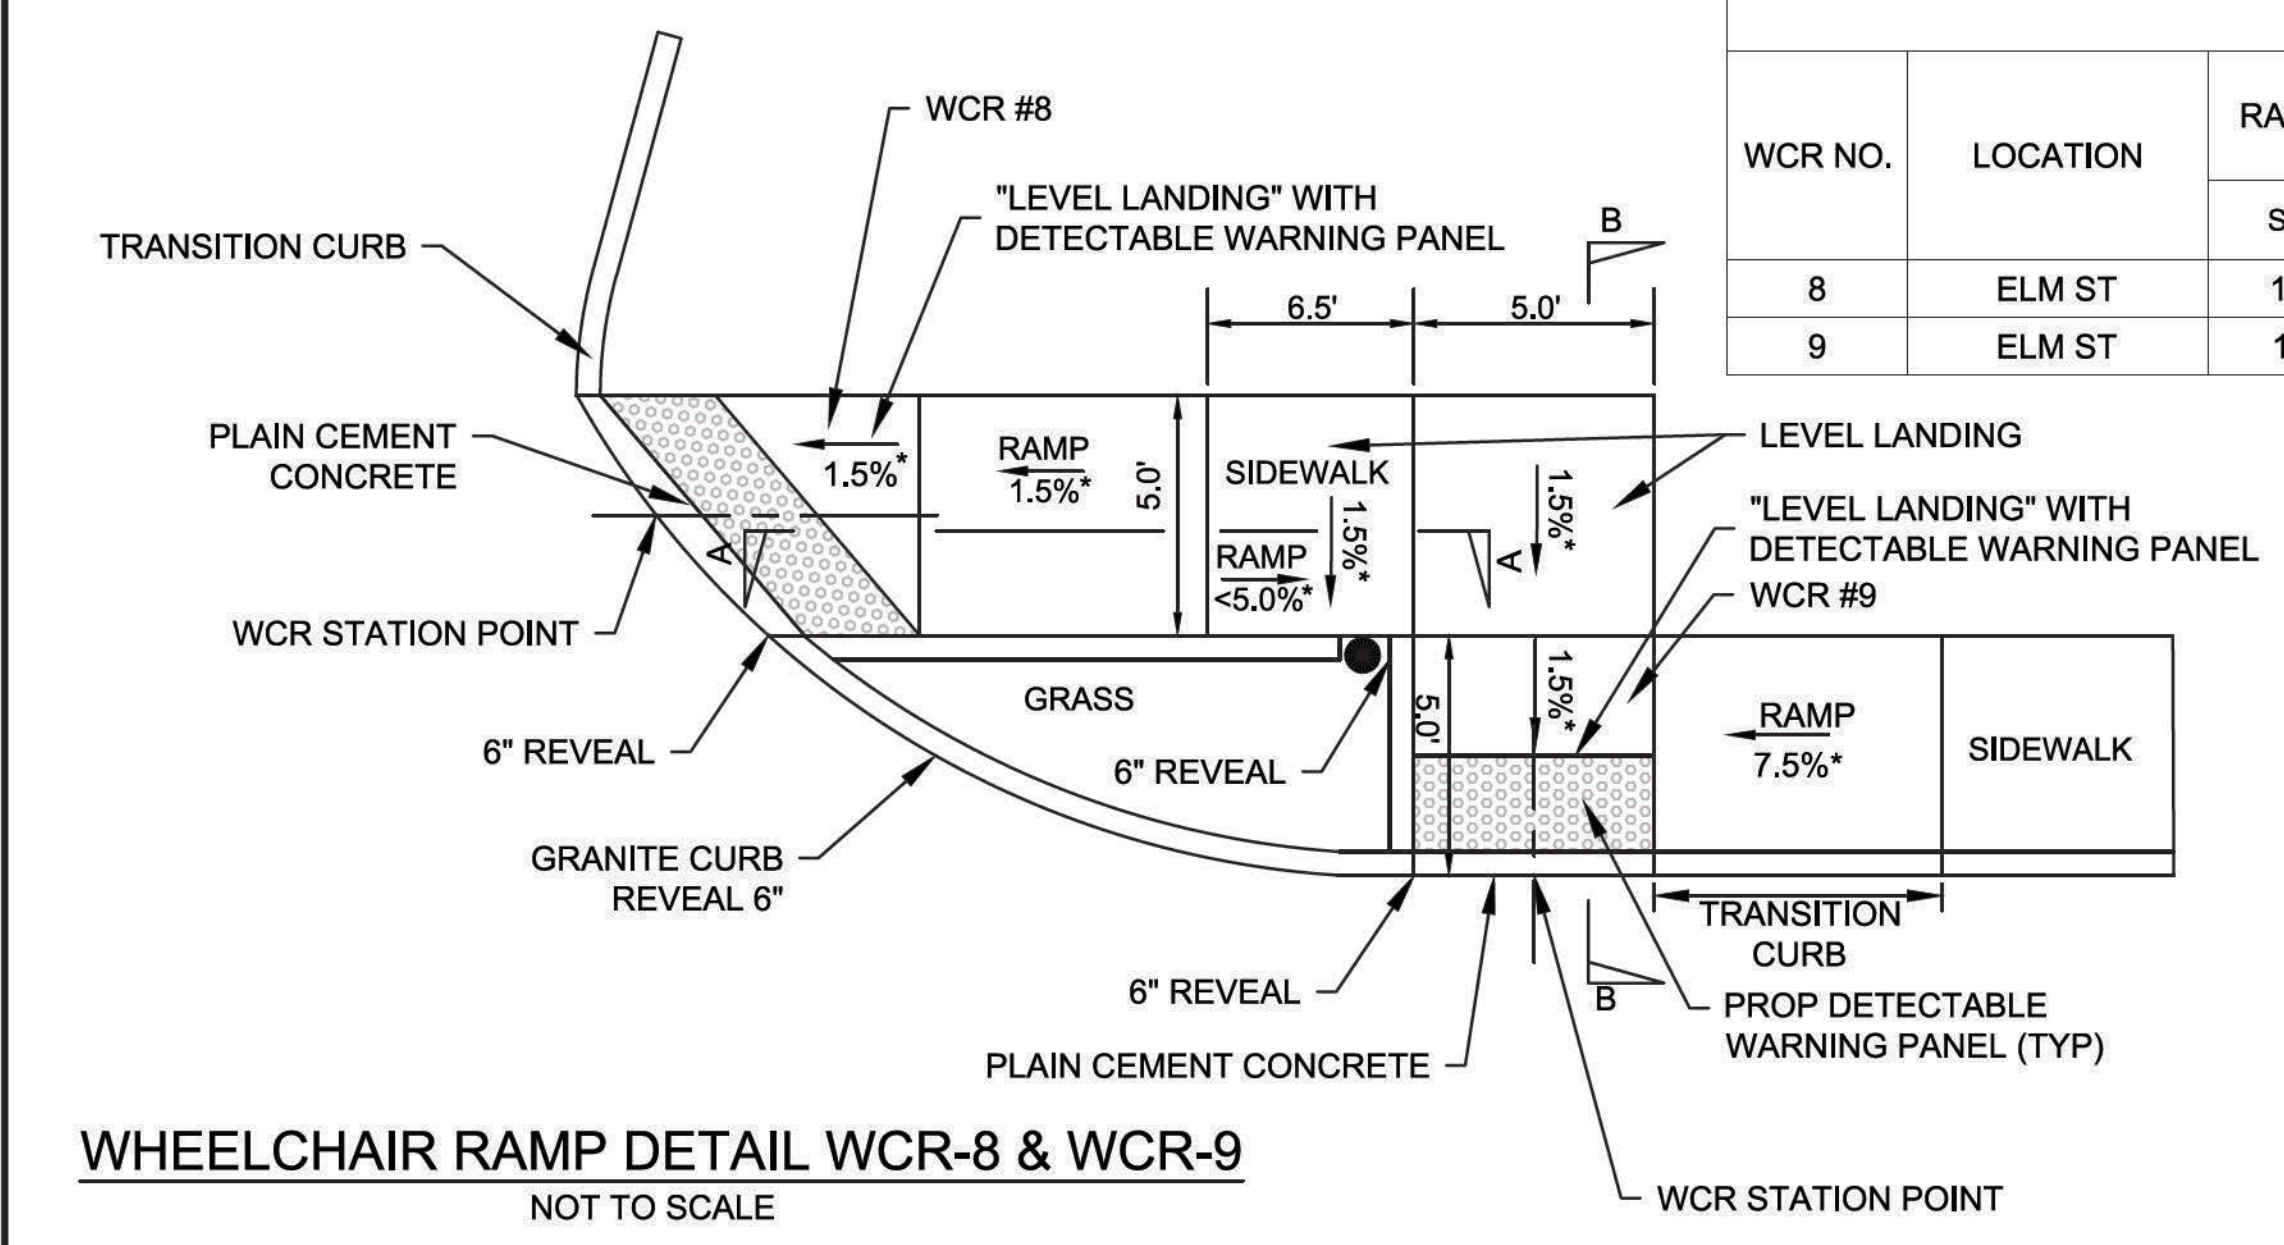 WCR #8
"LEVEL LANDING" WITH
DETECTABLE WARNING PANEL
TRANSITION CURB
B
6.5'
5.0'
WCR NO.
LOCATION
8
ELM ST
9
ELM ST
PLAIN CEMENT
CONCRETE
1.5%*
RAMP
1.5%*
5.0'
SIDEWALK
1.5%*
RAMP
<5.0%*
1.5%*
A
A
LEVEL LANDING
"LEVEL LANDING" WITH
DETECTABLE WARNING PANEL
WCR #9
WCR STATION POINT
6" REVEAL
GRASS
6" REVEAL
5.0'
1.5%*
RAMP
7.5%*
SIDEWALK
GRANITE CURB
REVEAL 6"
TRANSITION
CURB
6" REVEAL
B
PROP DETECTABLE
WARNING PANEL (TYP)
PLAIN CEMENT CONCRETE
WCR STATION POINT
WHEELCHAIR RAMP DETAIL WCR-8 & WCR-9
NOT TO SCALE